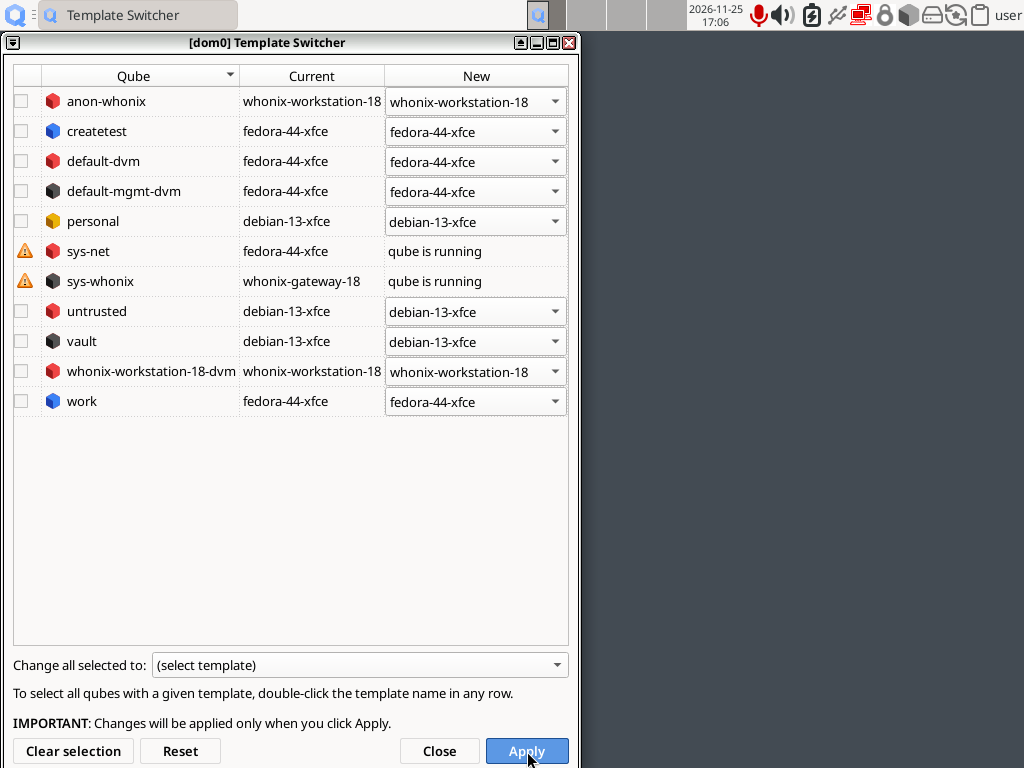 Template Switcher
2026-11-25
17:06
user
[dom0] Template Switcher
Qube Current New
anon-whonix whonix-workstation-18 whonix-workstation-18
createtest fedora-44-xfce fedora-44-xfce
default-dvm fedora-44-xfce fedora-44-xfce
default-mgmt-dvm fedora-44-xfce fedora-44-xfce
personal debian-13-xfce debian-13-xfce
sys-net fedora-44-xfce qube is running
sys-whonix whonix-gateway-18 qube is running
untrusted debian-13-xfce debian-13-xfce
vault debian-13-xfce debian-13-xfce
whonix-workstation-18-dvm whonix-workstation-18 whonix-workstation-18
work fedora-44-xfce fedora-44-xfce
Change all selected to: (select template)
To select all qubes with a given template, double-click the template name in any row.
IMPORTANT: Changes will be applied only when you click Apply.
Clear selection Reset Close Apply